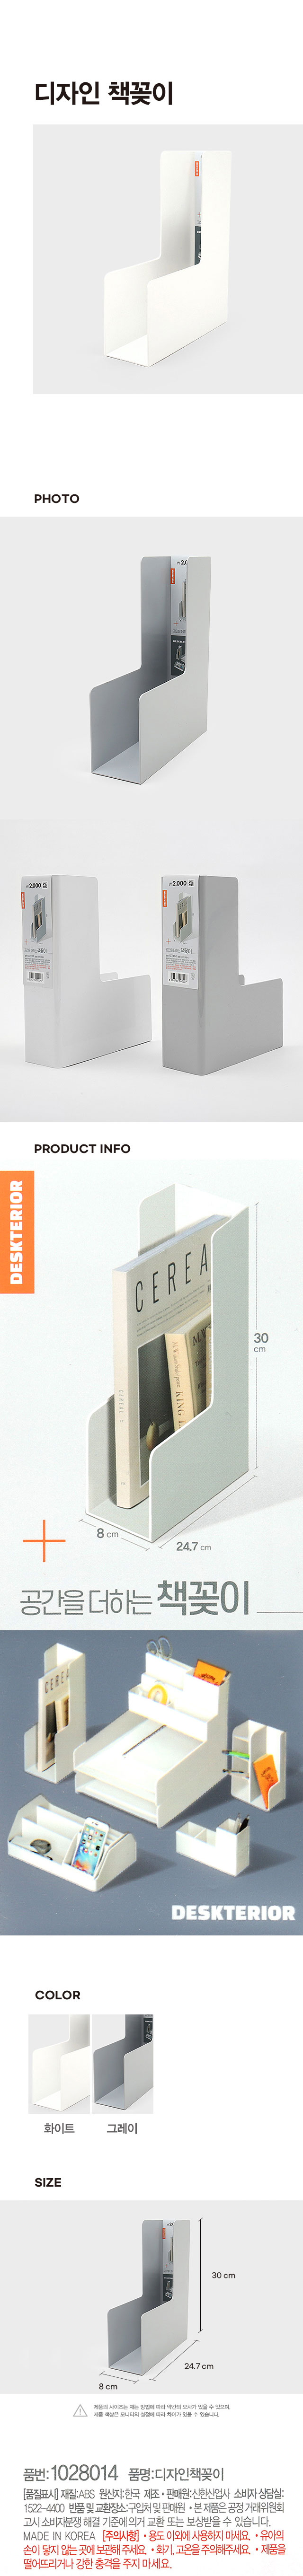 디자인 책꽂이
PHOTO
₩2,000
₩2,000
PRODUCT INFO
DESKTERIOR
CEREA
30
cm
8 cm
24.7 cm
공간을 더하는 책꽂이
DESKTERIOR
COLOR
화이트 그레이
SIZE
30 cm
24.7 cm
8 cm
제품의 사이즈는 재는 방법에 따라 약간의 오차가 있을 수 있으며,
제품 색상은 모니터의 설정에 따라 차이가 있을 수 있습니다.
품번:1028014 품명:디자인책꽂이
[품질표시] 재질:ABS 원산지:한국 제조•판매원:신한산업사 소비자 상담실:
1522-4400 반품 및 교환장소:구입처 및 판매원 •본 제품은 공정 거래위원회
고시 소비자분쟁 해결 기준에 의거 교환 또는 보상받을 수 있습니다.
MADE IN KOREA [주의사항] •용도 이외에 사용하지 마세요. •유아의
손이 닿지 않는 곳에 보관해 주세요. •화기, 고온을 주의해주세요. •제품을
떨어뜨리거나 강한 충격을 주지 마세요.